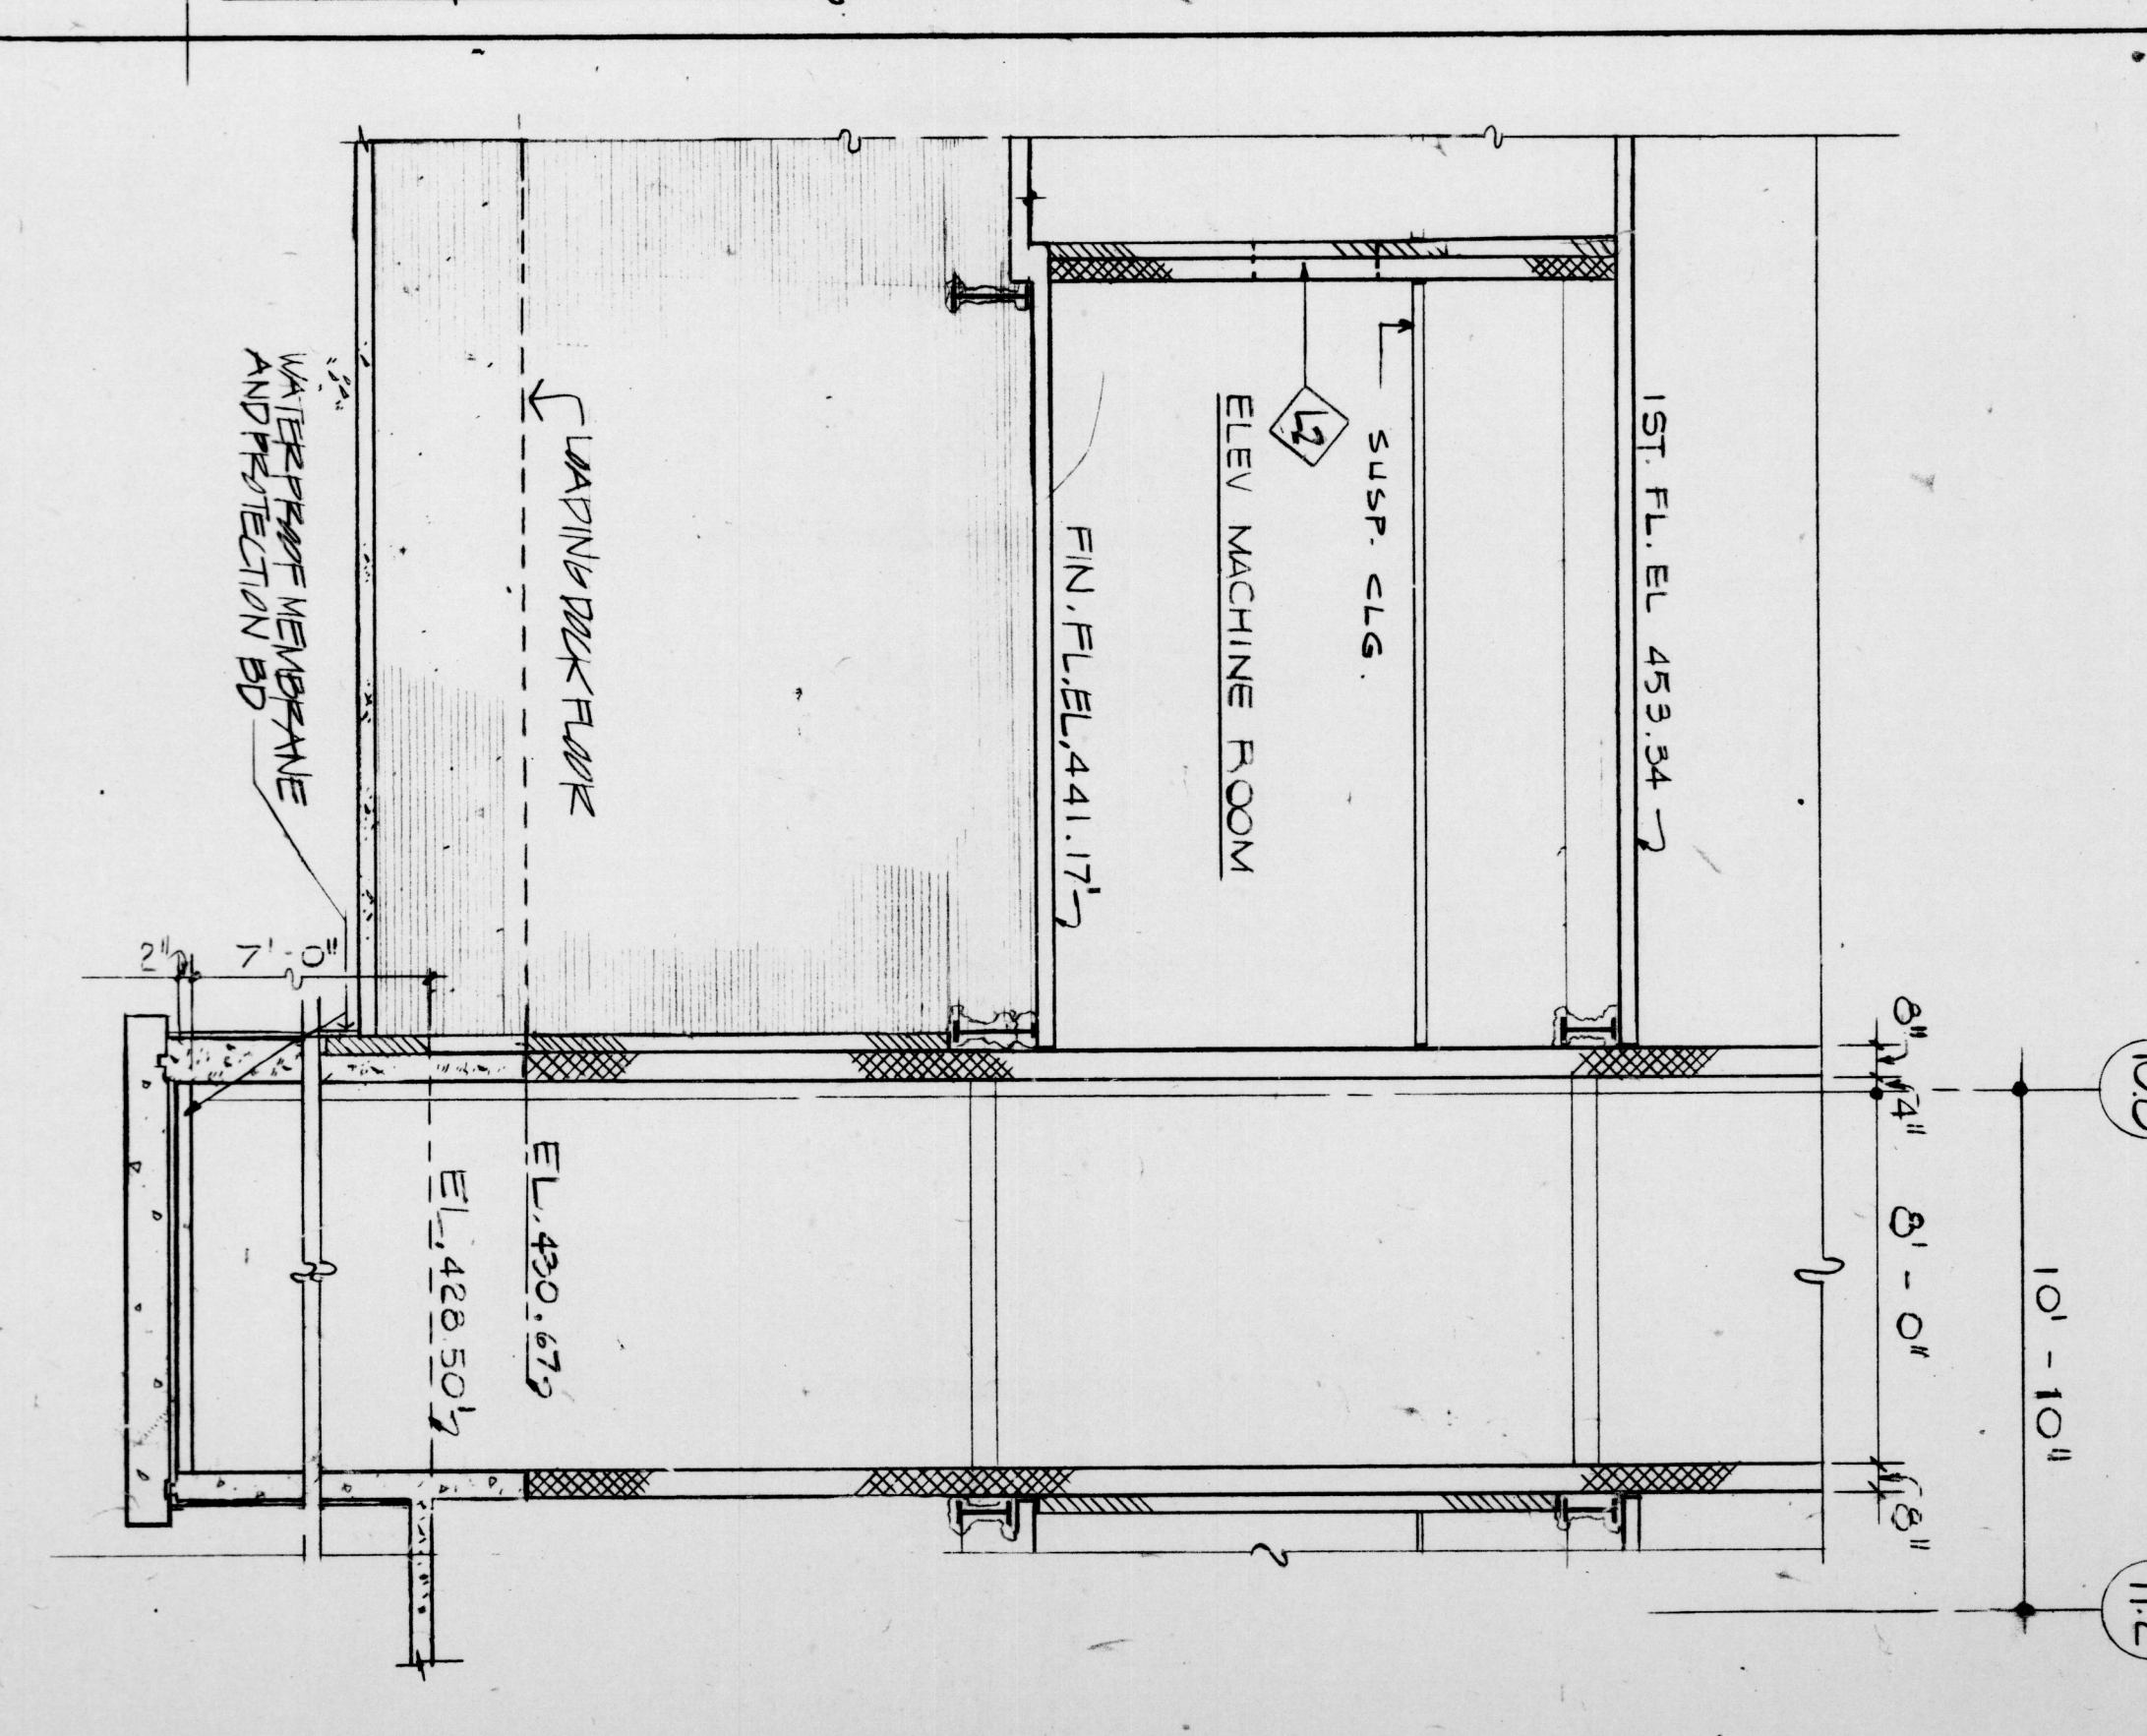 10'-10"
8"
4"
8'-0"
8"
1ST. FL. EL 453.34
SUSP. CLG.
L2
ELEV MACHINE ROOM
FIN. FL. EL. 441.17'
LOADING DOCK FLOOR
EL. 430.67
EL. 428.50'
WATERPROOF MEMBRANE
AND PROTECTION BD
7'-0"
2"